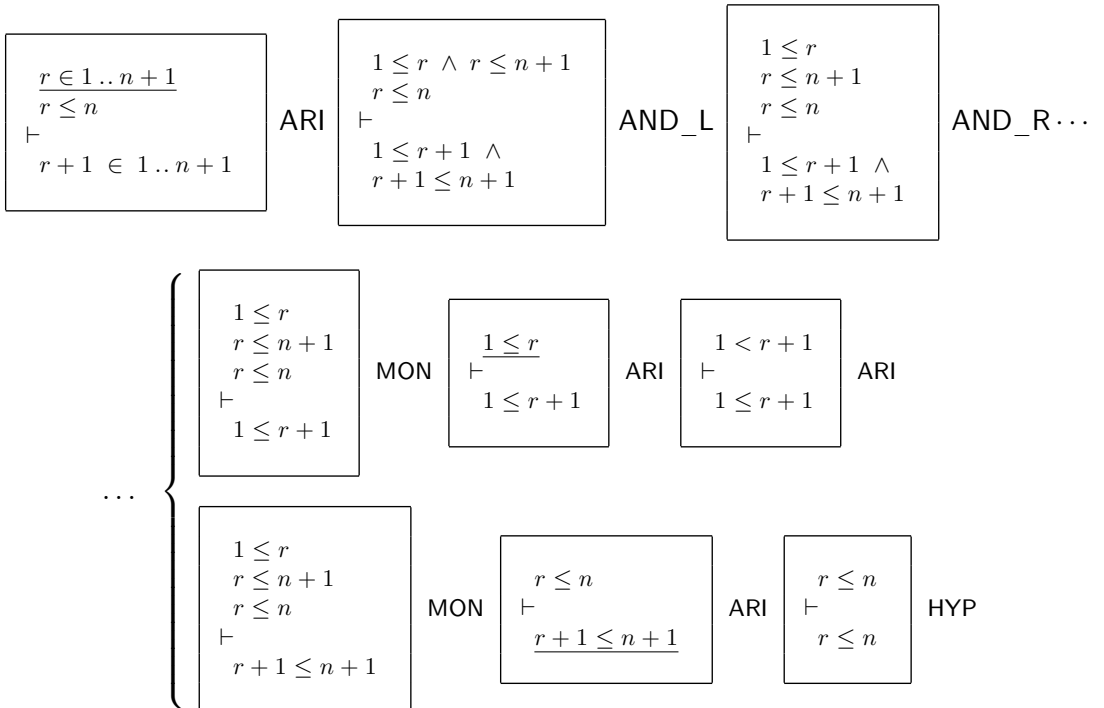 r ∈ 1 .. n + 1
r ≤ n
⊢
r + 1 ∈ 1 .. n + 1
ARI
1 ≤ r ∧ r ≤ n + 1
r ≤ n
⊢
1 ≤ r + 1 ∧
r + 1 ≤ n + 1
AND_L
1 ≤ r
r ≤ n + 1
r ≤ n
⊢
1 ≤ r + 1 ∧
r + 1 ≤ n + 1
AND_R ···
...
1 ≤ r
r ≤ n + 1
r ≤ n
⊢
1 ≤ r + 1
MON
1 ≤ r
⊢
1 ≤ r + 1
ARI
1 < r + 1
⊢
1 ≤ r + 1
ARI
1 ≤ r
r ≤ n + 1
r ≤ n
⊢
r + 1 ≤ n + 1
MON
r ≤ n
⊢
r + 1 ≤ n + 1
ARI
r ≤ n
⊢
r ≤ n
HYP